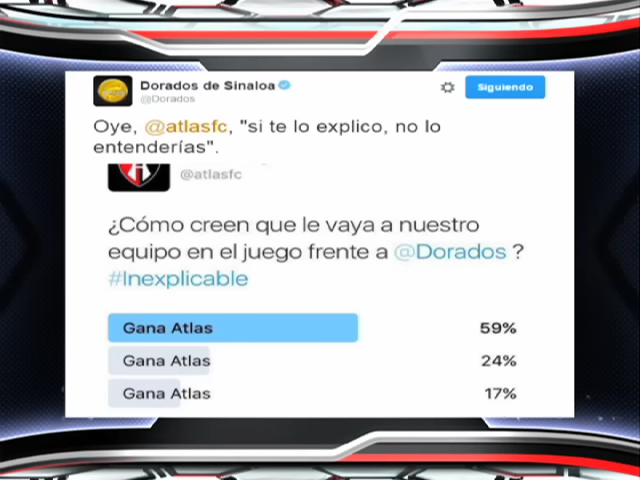 Dorados de Sinaloa
@Dorados
Siguiendo
Oye, @atlasfc, "si te lo explico, no lo
entenderías".
@atlasfc
¿Cómo creen que le vaya a nuestro
equipo en el juego frente a @Dorados ?
#Inexplicable
Gana Atlas 59%
Gana Atlas 24%
Gana Atlas 17%